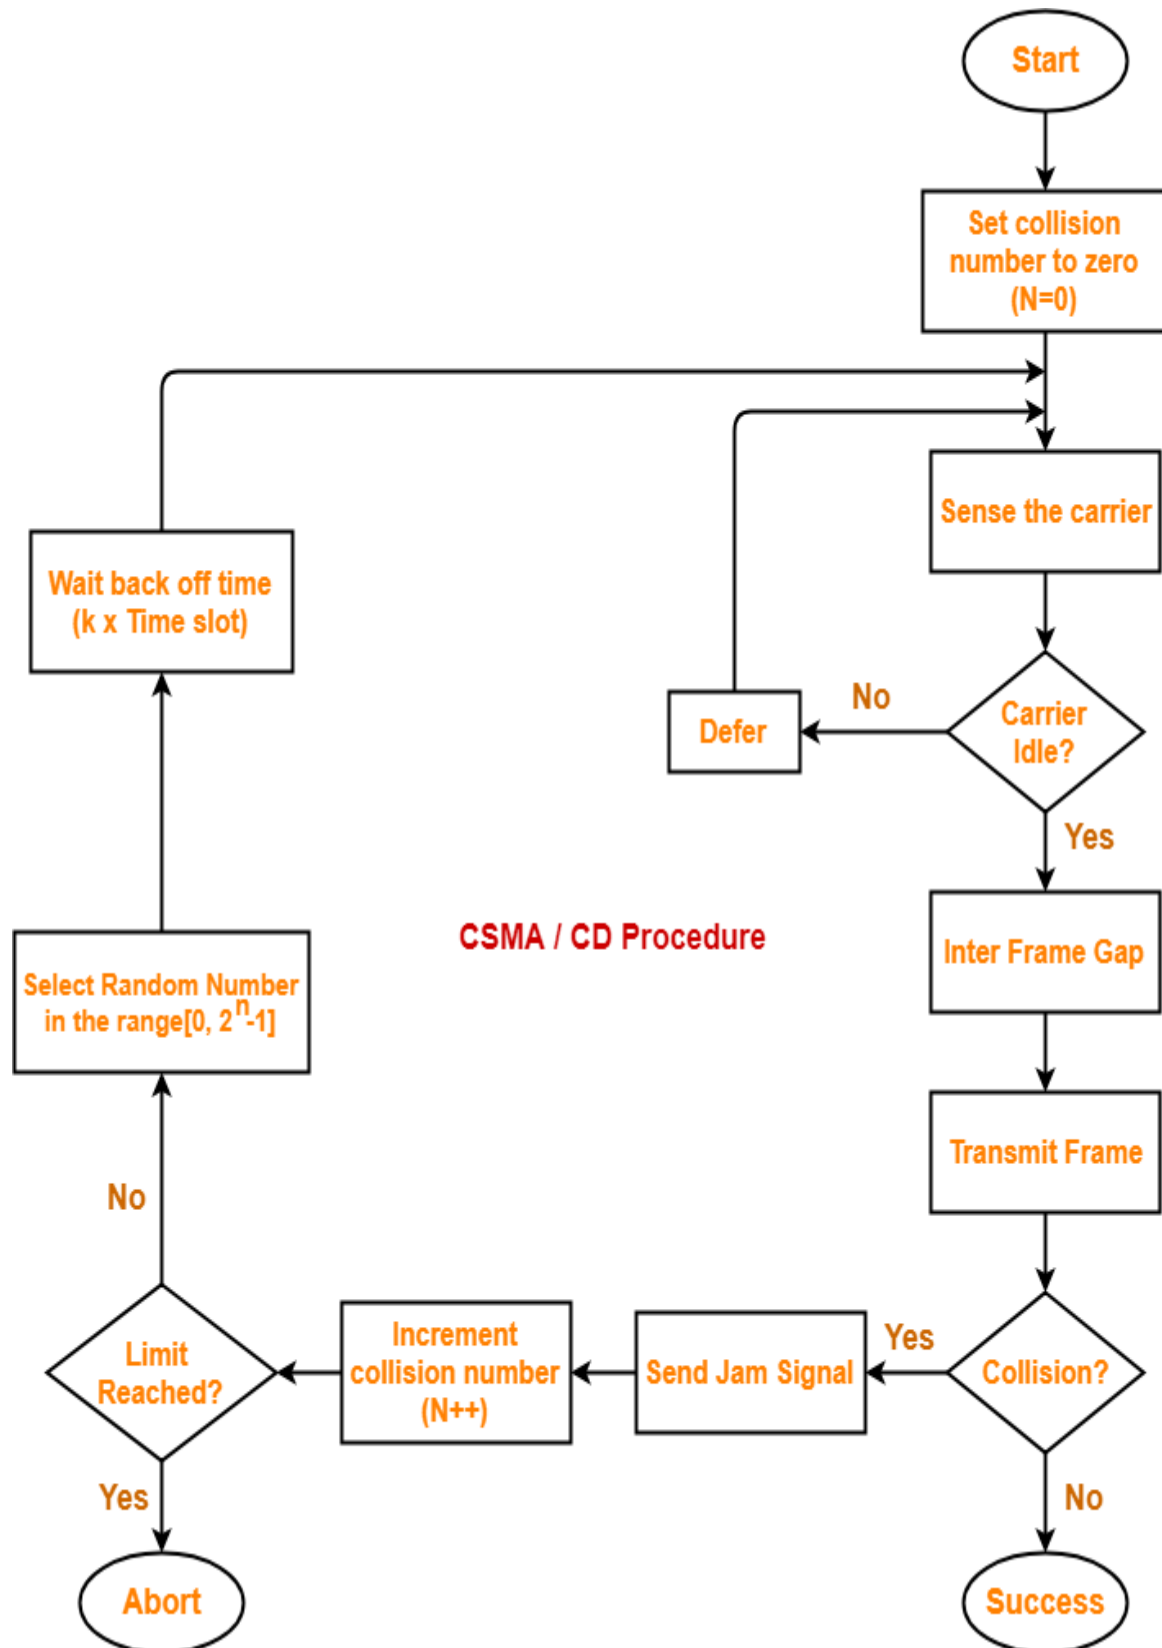 Start
Set collision
number to zero
(N=0)
Sense the carrier
Wait back off time
(k x Time slot)
No
Defer
Carrier
Idle?
Yes
CSMA / CD Procedure
Inter Frame Gap
Select Random Number
in the range[0, 2^n-1]
Transmit Frame
No
Limit
Reached?
Increment
collision number
(N++)
Send Jam Signal
Yes
Collision?
Yes
No
Abort
Success